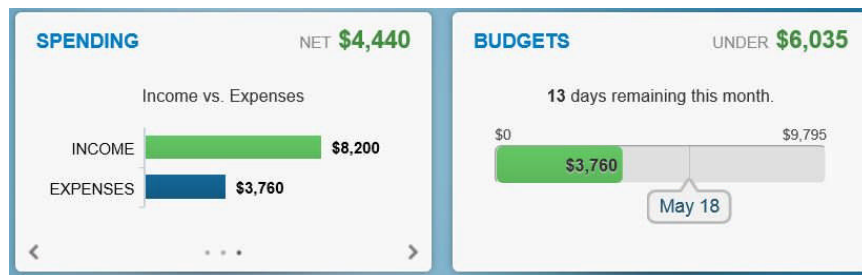 SPENDING NET $4,440
Income vs. Expenses
INCOME $8,200
EXPENSES $3,760
BUDGETS UNDER $6,035
13 days remaining this month.
$0 $9,795
$3,760
May 18